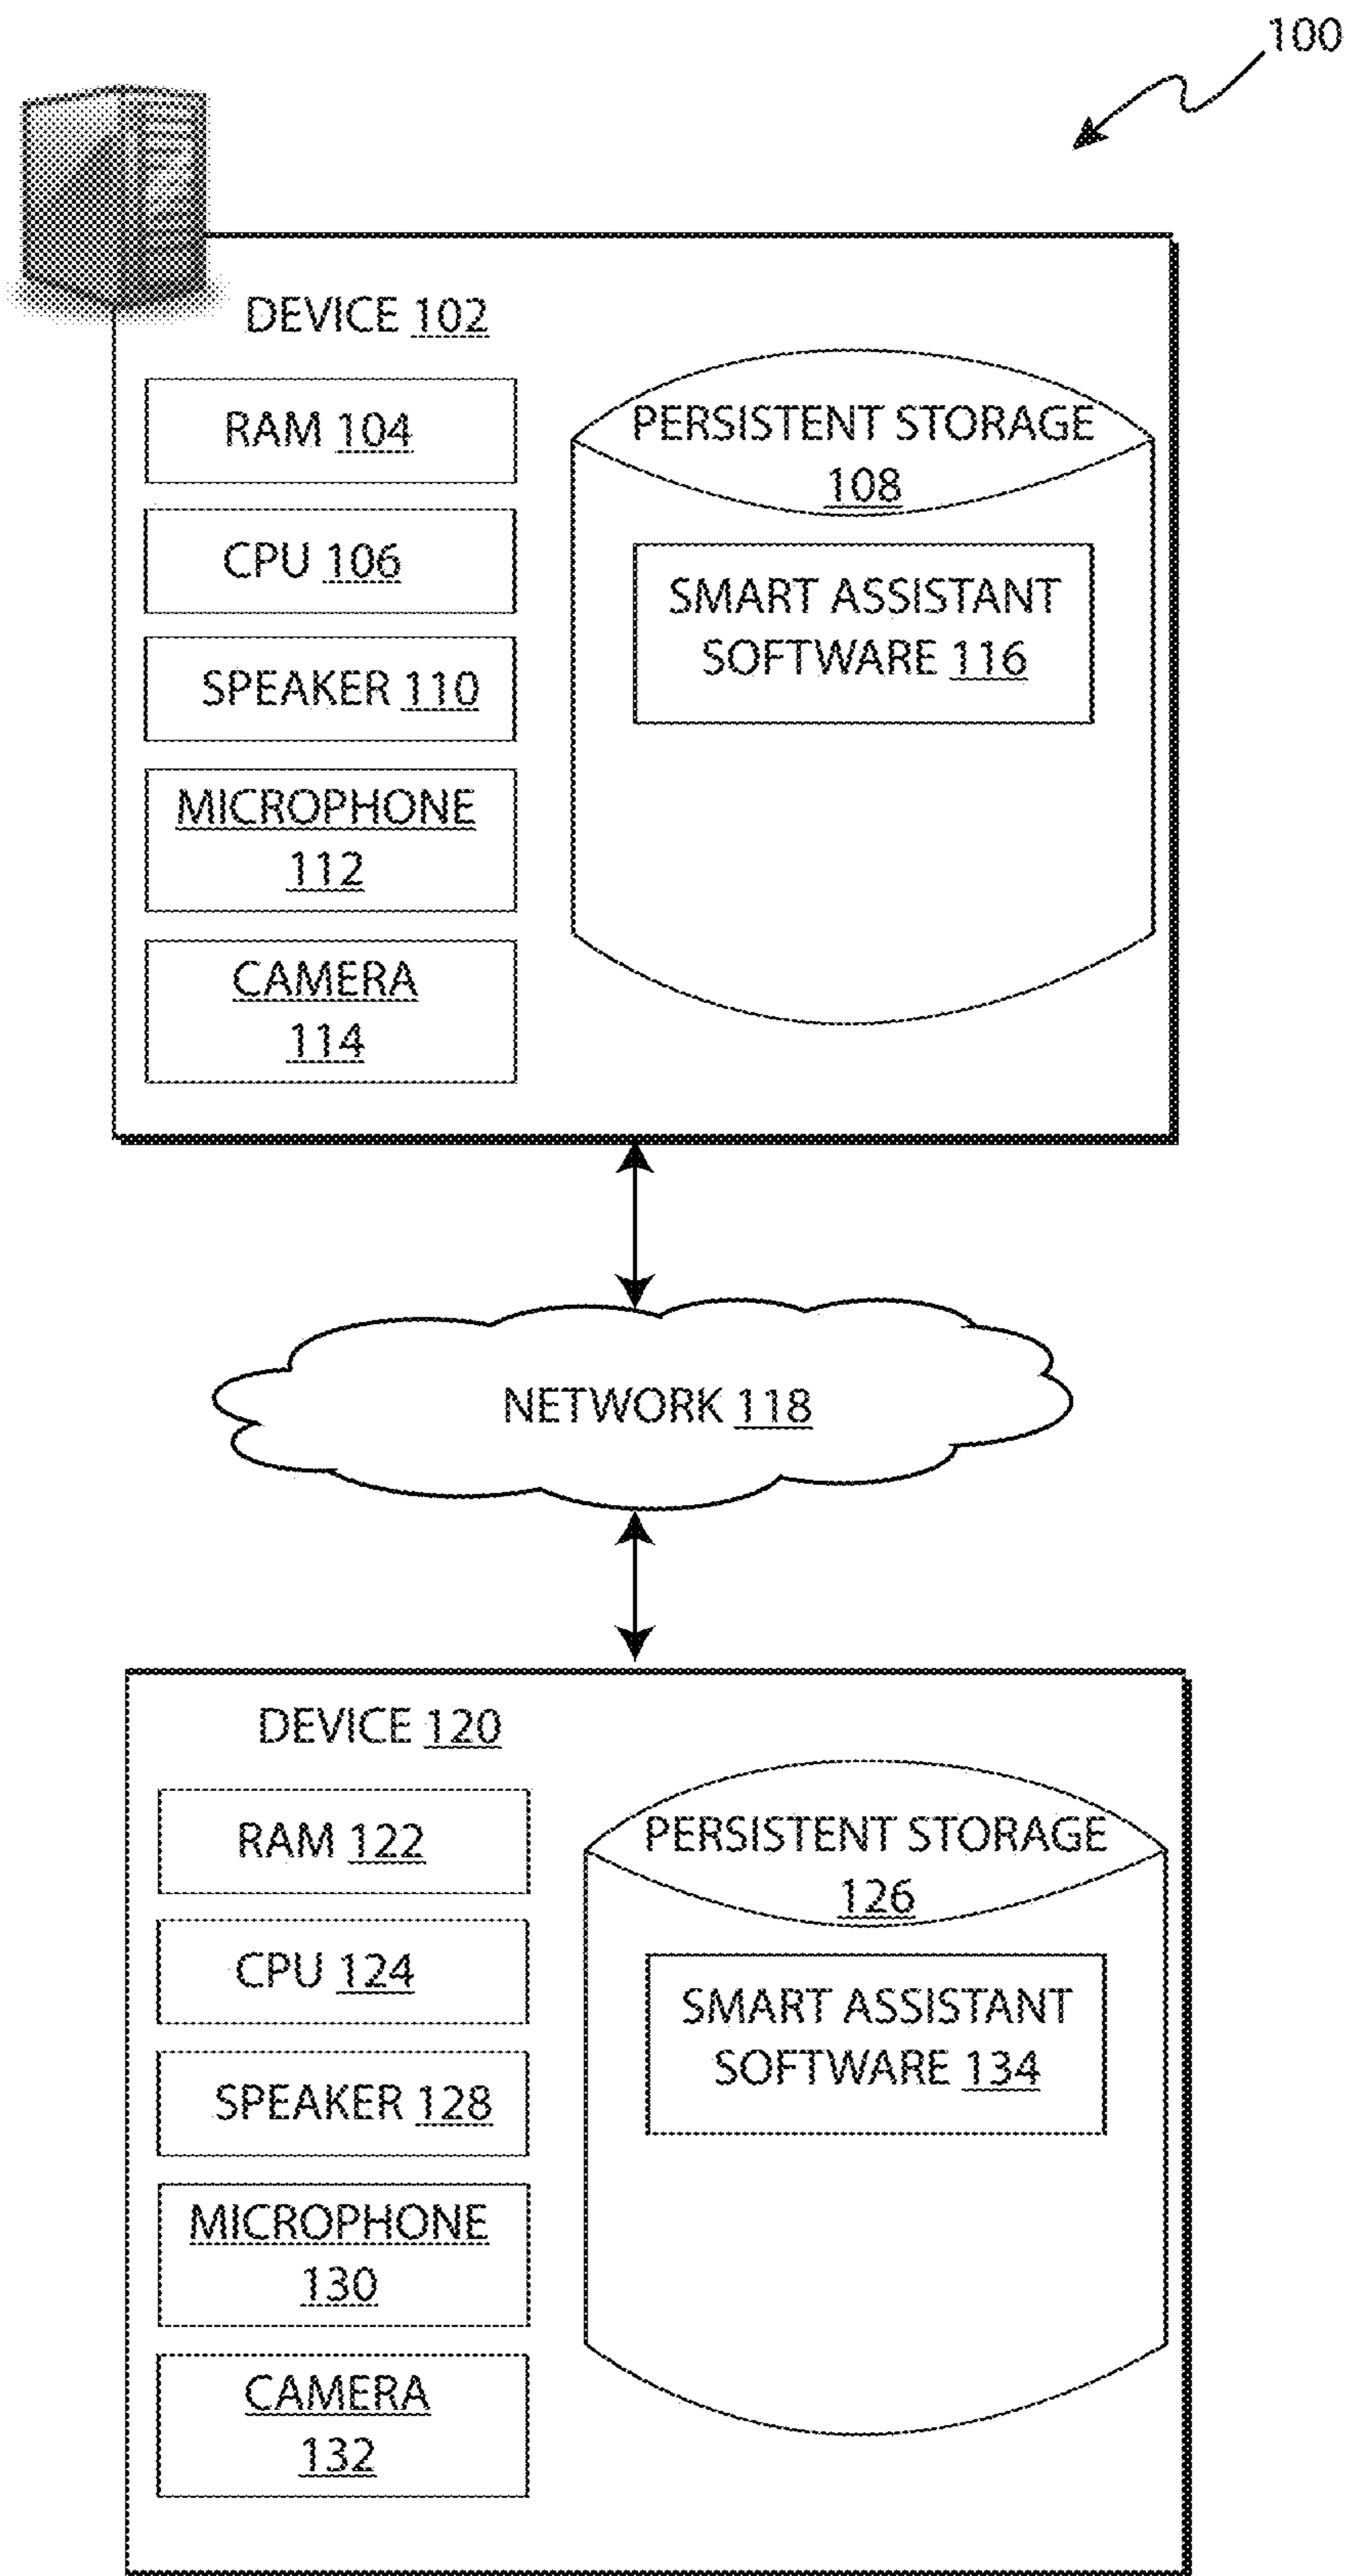 100
DEVICE 102
RAM 104
CPU 106
SPEAKER 110
MICROPHONE
112
CAMERA
114
PERSISTENT STORAGE
108
SMART ASSISTANT
SOFTWARE 116
NETWORK 118
DEVICE 120
RAM 122
CPU 124
SPEAKER 128
MICROPHONE
130
CAMERA
132
PERSISTENT STORAGE
126
SMART ASSISTANT
SOFTWARE 134